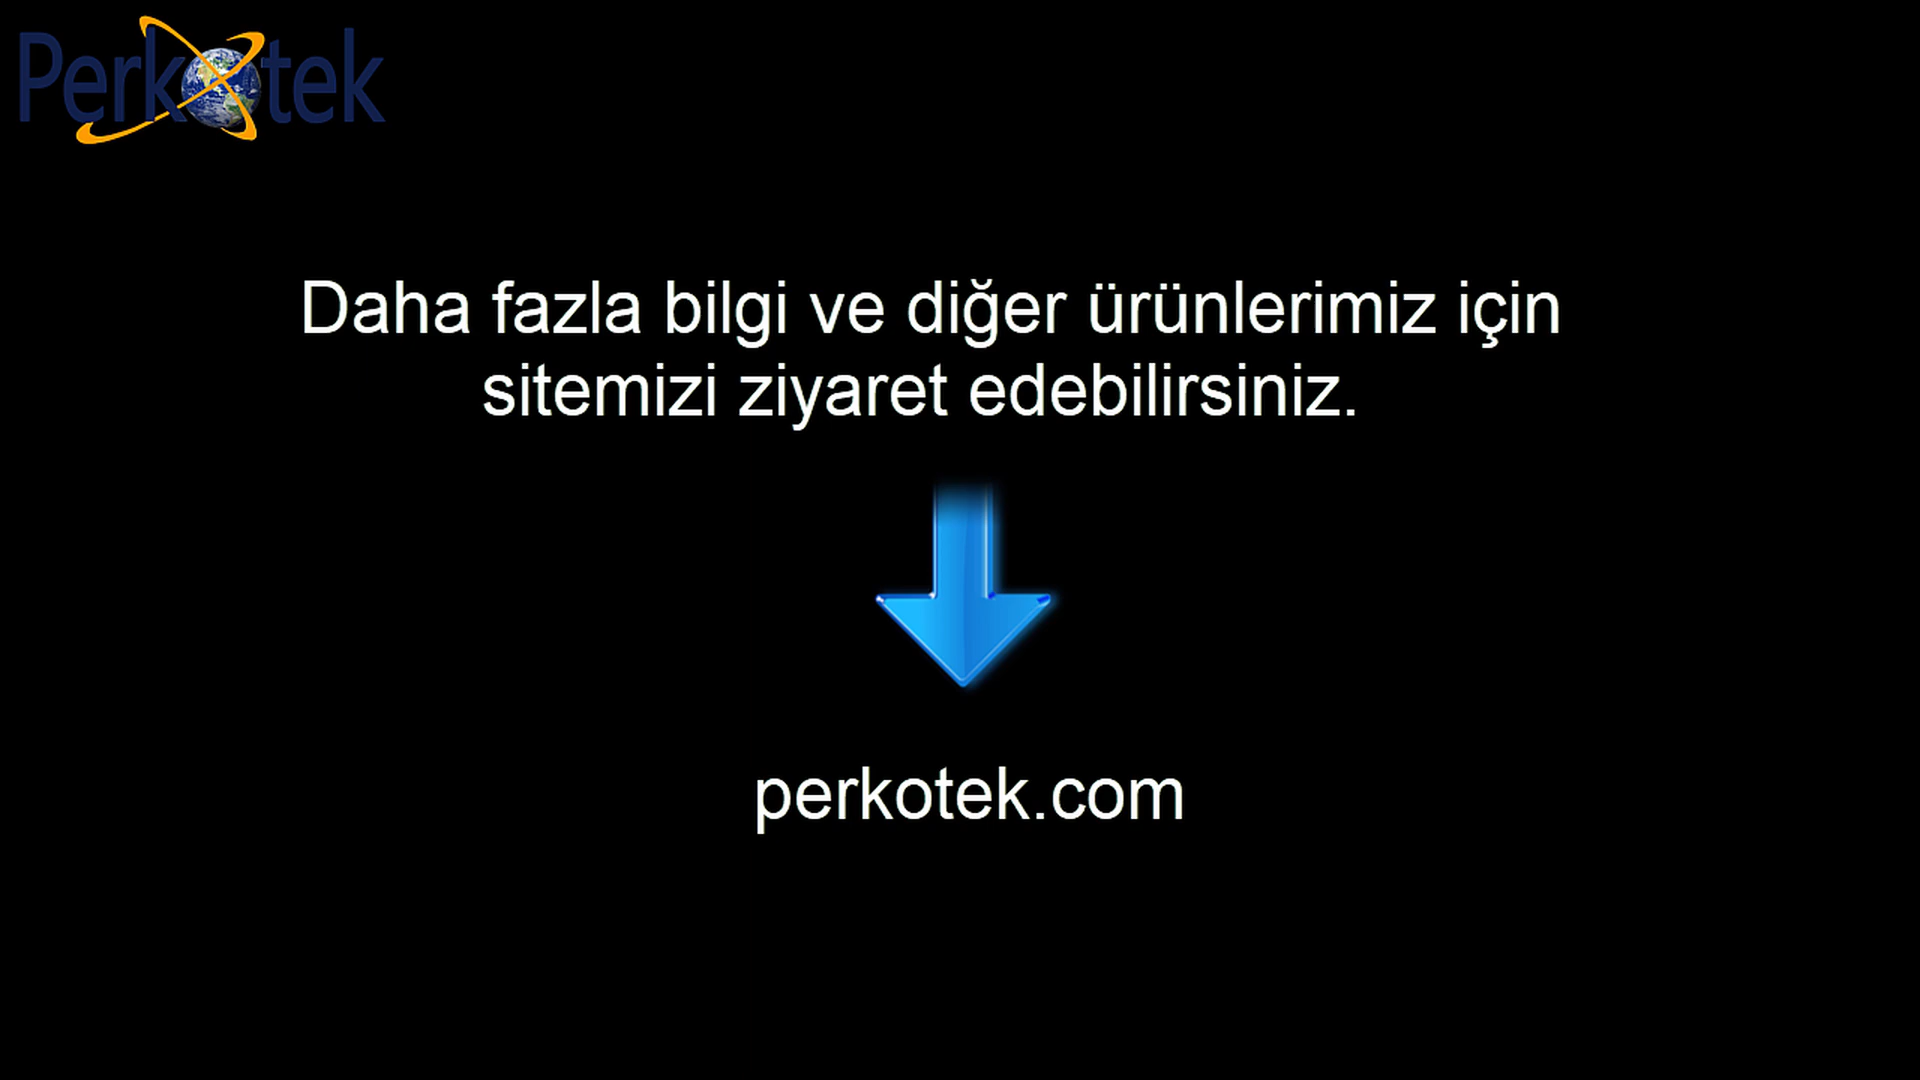 Perkotek
Daha fazla bilgi ve diğer ürünlerimiz için
sitemizi ziyaret edebilirsiniz.
perkotek.com